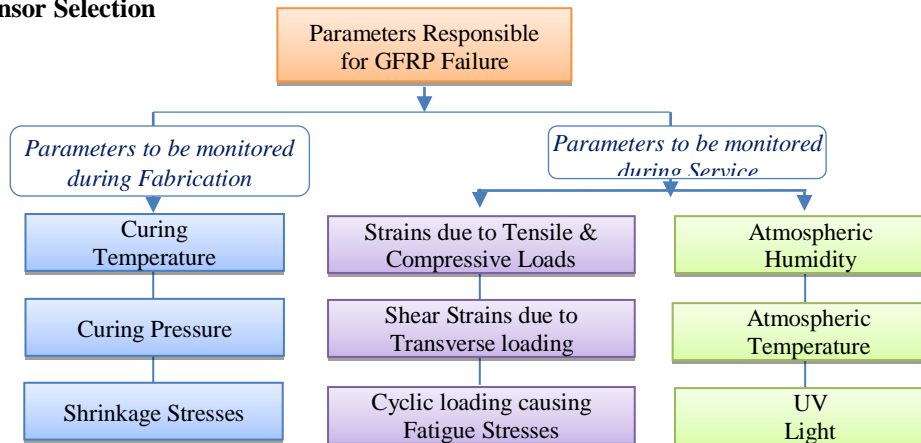 nsor Selection
Parameters Responsible
for GFRP Failure
Parameters to be monitored
during Fabrication
Parameters to be monitored
during Service
Curing
Temperature
Curing Pressure
Shrinkage Stresses
Strains due to Tensile &
Compressive Loads
Shear Strains due to
Transverse loading
Cyclic loading causing
Fatigue Stresses
Atmospheric
Humidity
Atmospheric
Temperature
UV
Light